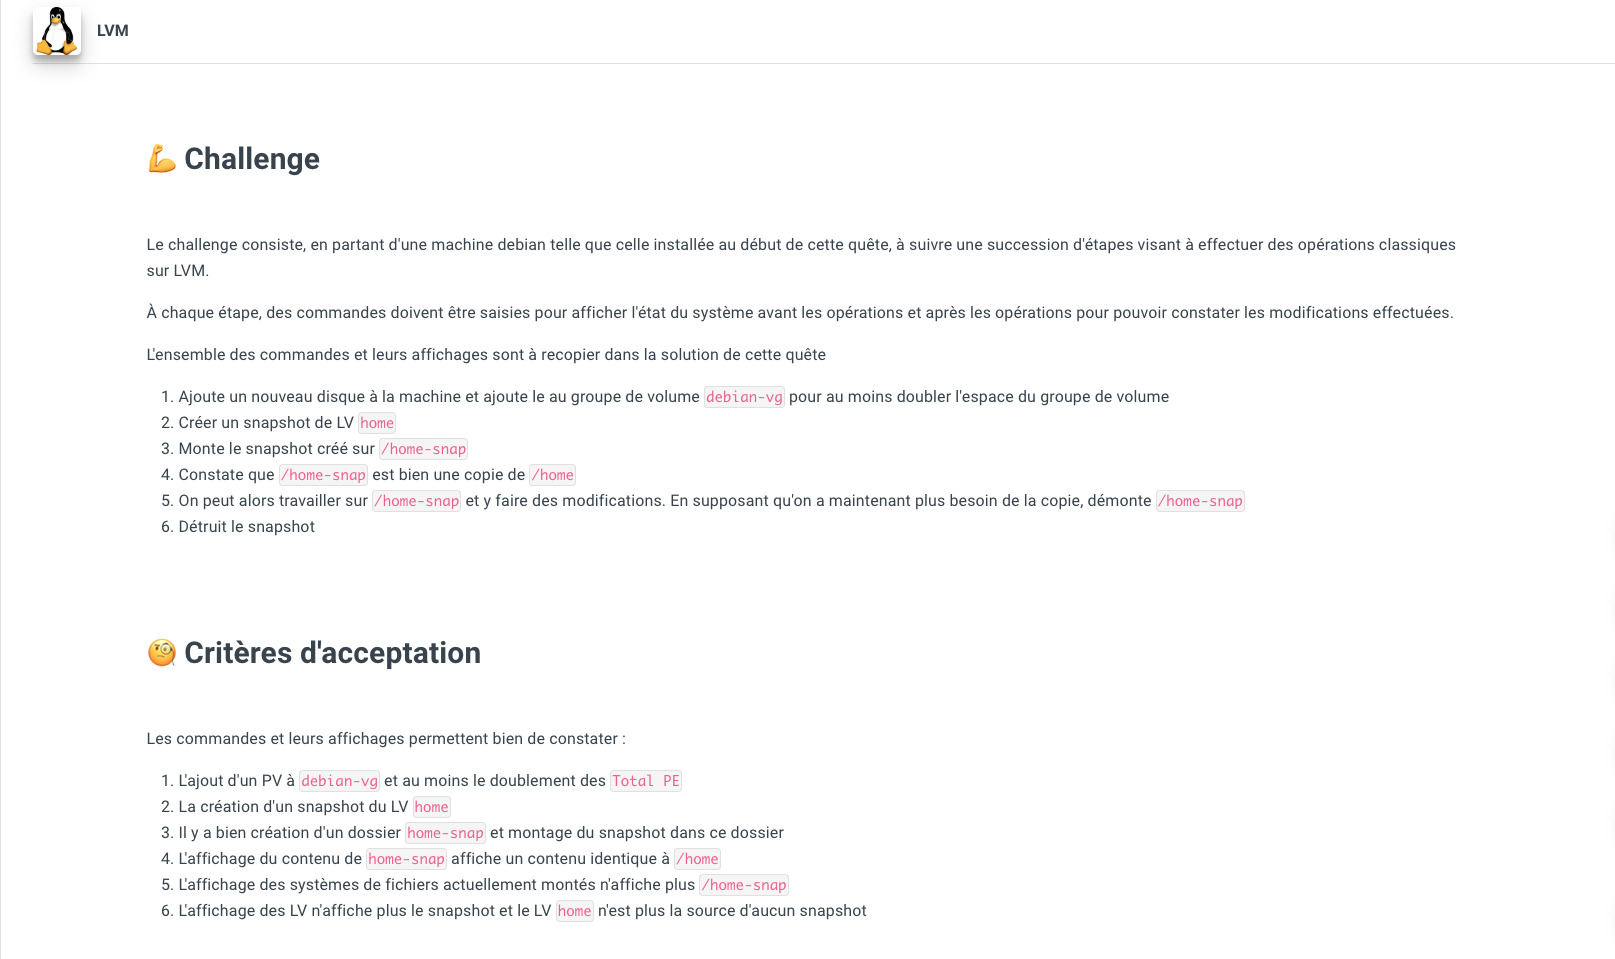 LVM
💪 Challenge
Le challenge consiste, en partant d'une machine debian telle que celle installée au début de cette quête, à suivre une succession d'étapes visant à effectuer des opérations classiques
sur LVM.
À chaque étape, des commandes doivent être saisies pour afficher l'état du système avant les opérations et après les opérations pour pouvoir constater les modifications effectuées.
L'ensemble des commandes et leurs affichages sont à recopier dans la solution de cette quête
1. Ajoute un nouveau disque à la machine et ajoute le au groupe de volume debian-vg pour au moins doubler l'espace du groupe de volume
2. Créer un snapshot de LV home
3. Monte le snapshot créé sur /home-snap
4. Constate que /home-snap est bien une copie de /home
5. On peut alors travailler sur /home-snap et y faire des modifications. En supposant qu'on a maintenant plus besoin de la copie, démonte /home-snap
6. Détruit le snapshot
🧐 Critères d'acceptation
Les commandes et leurs affichages permettent bien de constater :
1. L'ajout d'un PV à debian-vg et au moins le doublement des Total PE
2. La création d'un snapshot du LV home
3. Il y a bien création d'un dossier home-snap et montage du snapshot dans ce dossier
4. L'affichage du contenu de home-snap affiche un contenu identique à /home
5. L'affichage des systèmes de fichiers actuellement montés n'affiche plus /home-snap
6. L'affichage des LV n'affiche plus le snapshot et le LV home n'est plus la source d'aucun snapshot